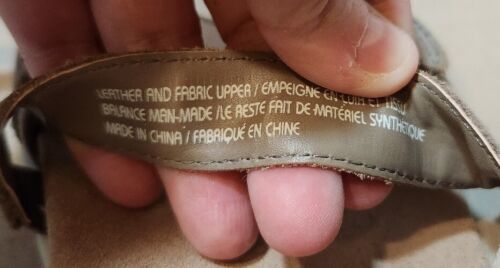 LEATHER AND FABRIC UPPER / EMPEIGNE EN CUIR ET TISSU
BALANCE MAN-MADE / LE RESTE FAIT DE MATÉRIEL SYNTHÉTIQUE
MADE IN CHINA / FABRIQUÉ EN CHINE